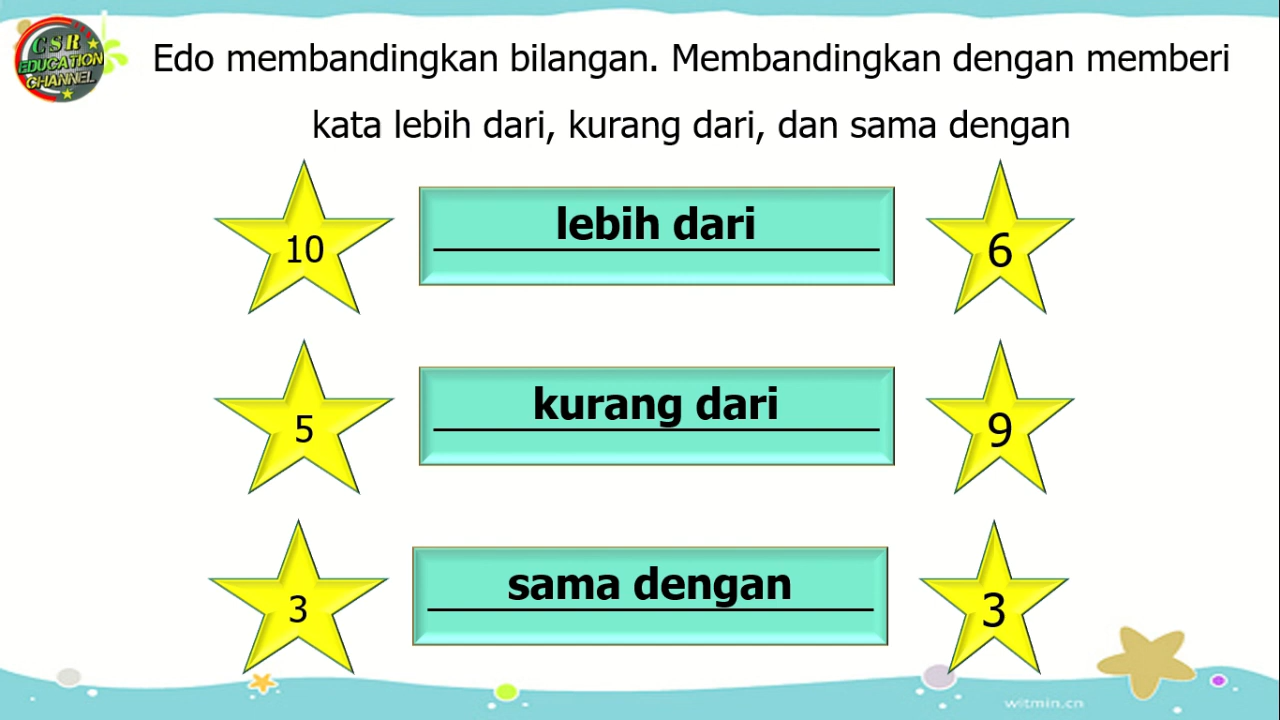 CSR
EDUCATION
CHANNEL
Edo membandingkan bilangan. Membandingkan dengan memberi
kata lebih dari, kurang dari, dan sama dengan
10 lebih dari 6
5 kurang dari 9
3 sama dengan 3
witmin.cn